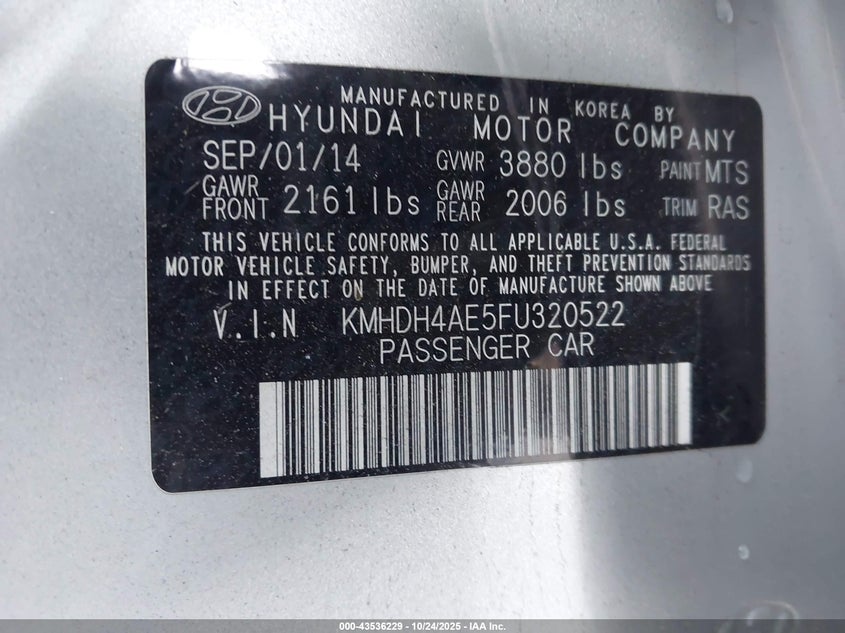 MANUFACTURED IN KOREA BY
HYUNDAI MOTOR COMPANY
SEP/01/14 GVWR 3880 lbs PAINT MTS
GAWR FRONT 2161 lbs GAWR REAR 2006 lbs TRIM RAS
THIS VEHICLE CONFORMS TO ALL APPLICABLE U.S.A. FEDERAL
MOTOR VEHICLE SAFETY, BUMPER, AND THEFT PREVENTION STANDARDS
IN EFFECT ON THE DATE OF MANUFACTURE SHOWN ABOVE
V.I.N KMHDH4AE5FU320522
PASSENGER CAR
Y
000-43536229 - 10/24/2025 - IAA Inc.